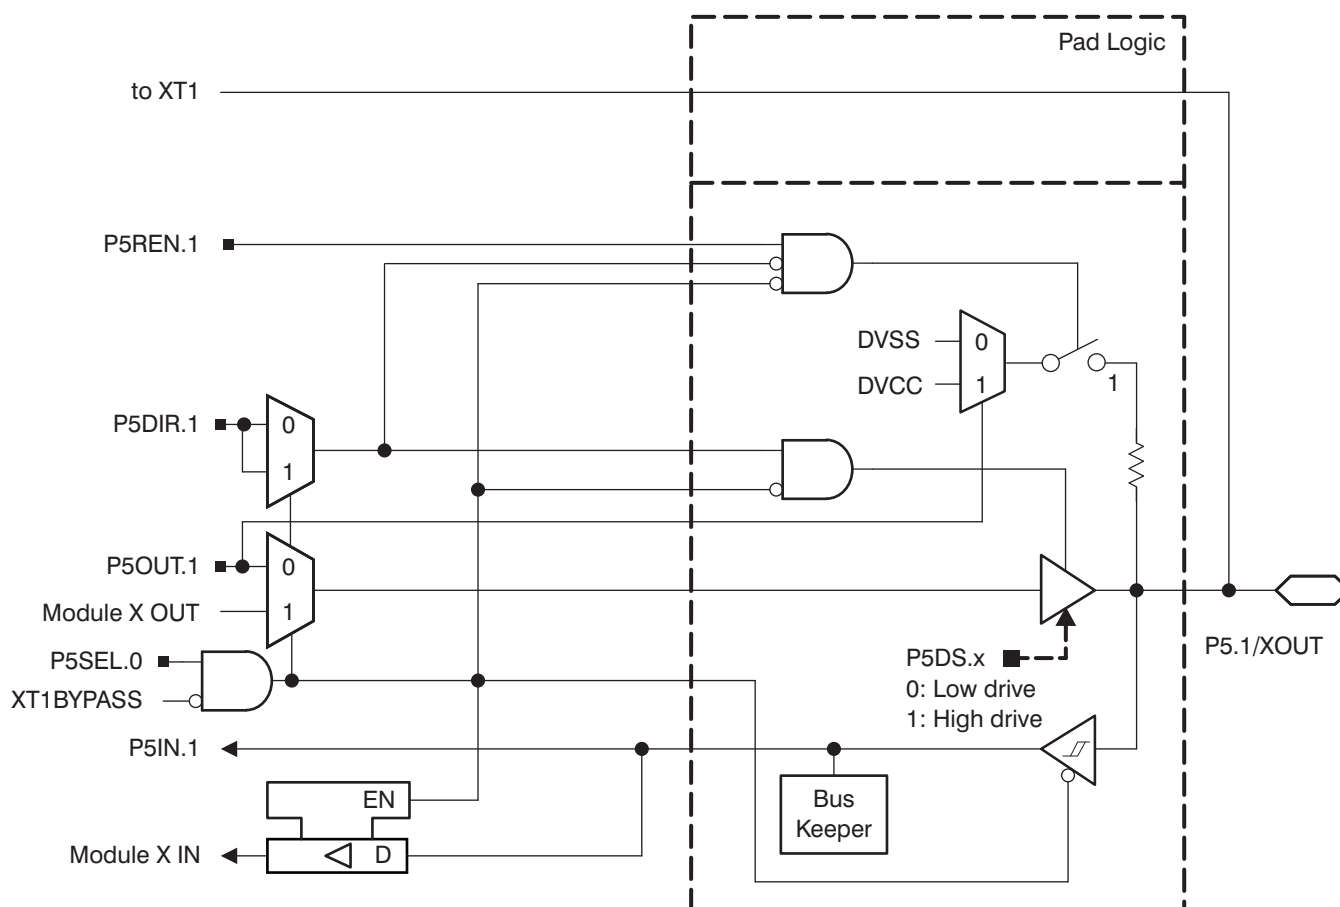 Pad Logic
to XT1
P5REN.1
DVSS
0
DVCC
1
1
P5DIR.1
0
1
P5OUT.1
0
Module X OUT
1
P5SEL.0
XT1BYPASS
P5DS.x
0: Low drive
1: High drive
P5.1/XOUT
P5IN.1
EN
Bus
Keeper
Module X IN
D